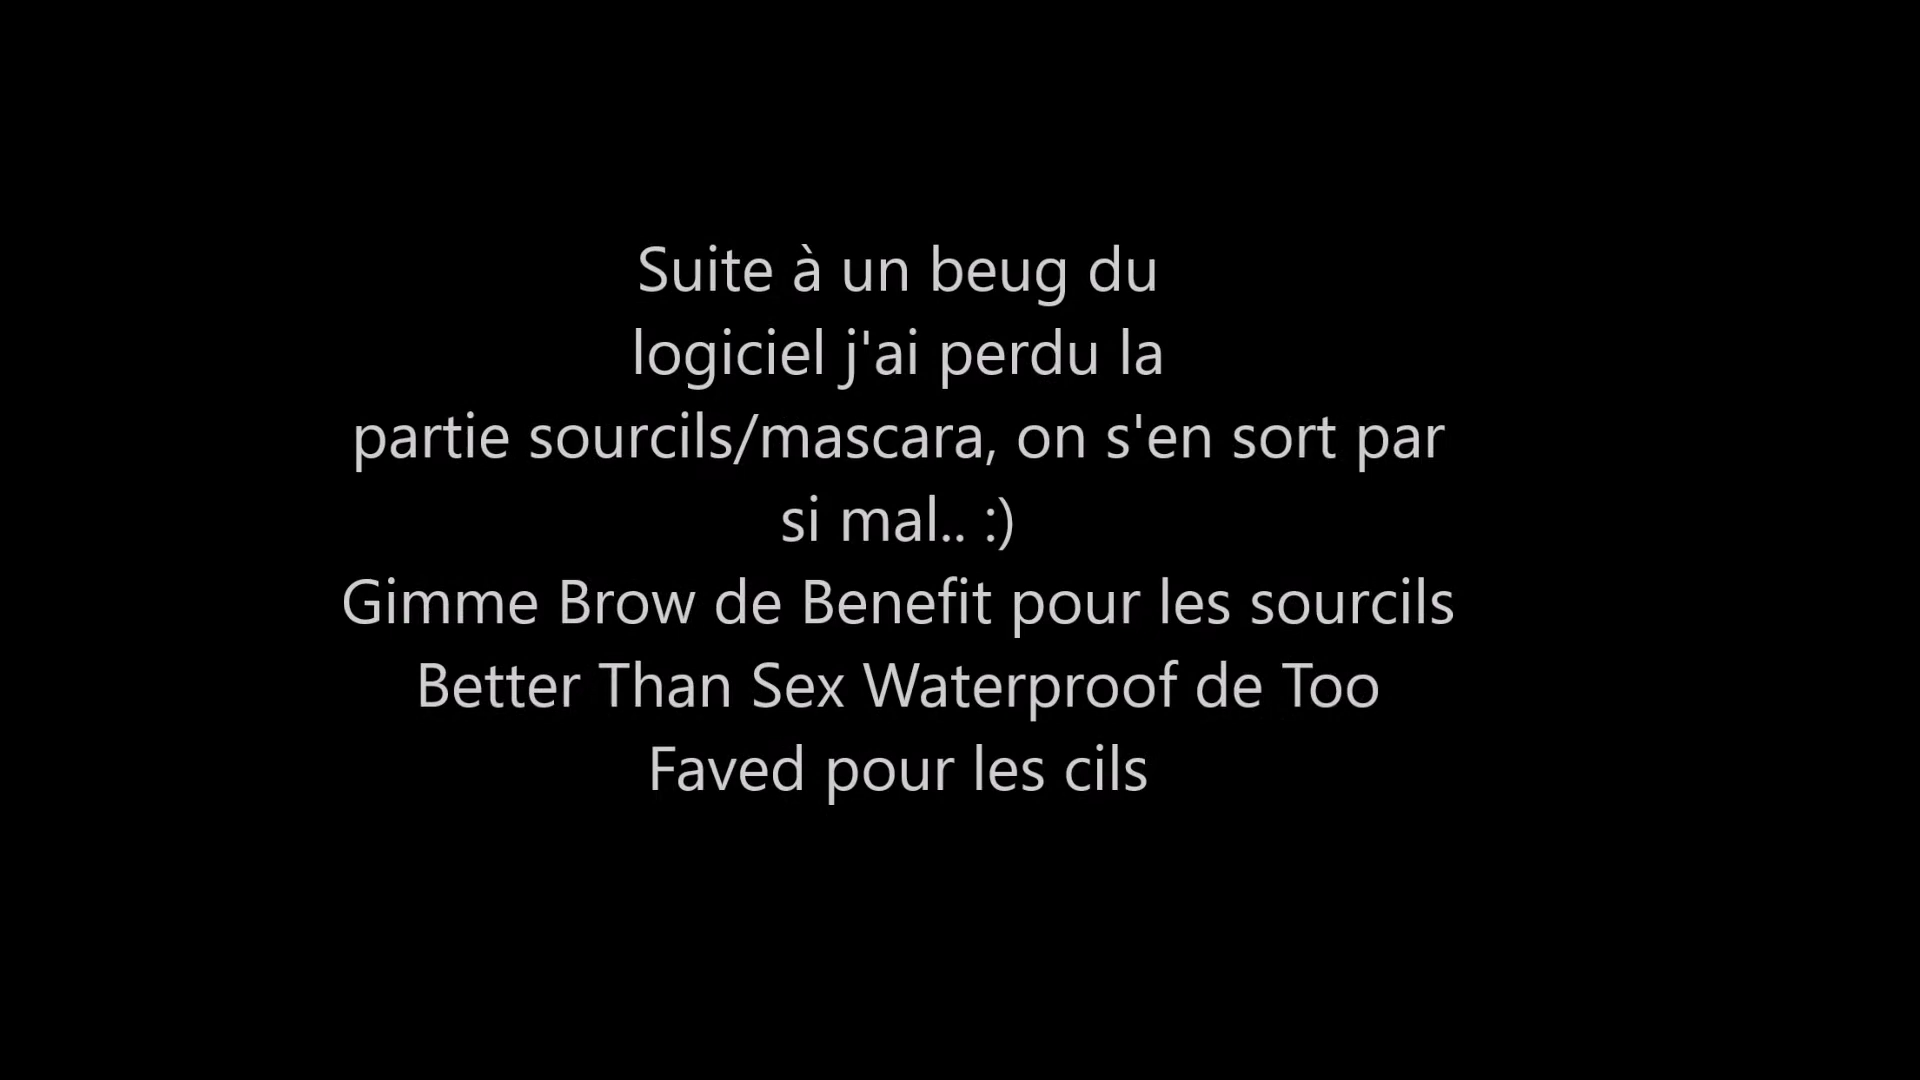 Suite à un beug du
logiciel j'ai perdu la
partie sourcils/mascara, on s'en sort par
si mal.. :)
Gimme Brow de Benefit pour les sourcils
Better Than Sex Waterproof de Too
Faved pour les cils